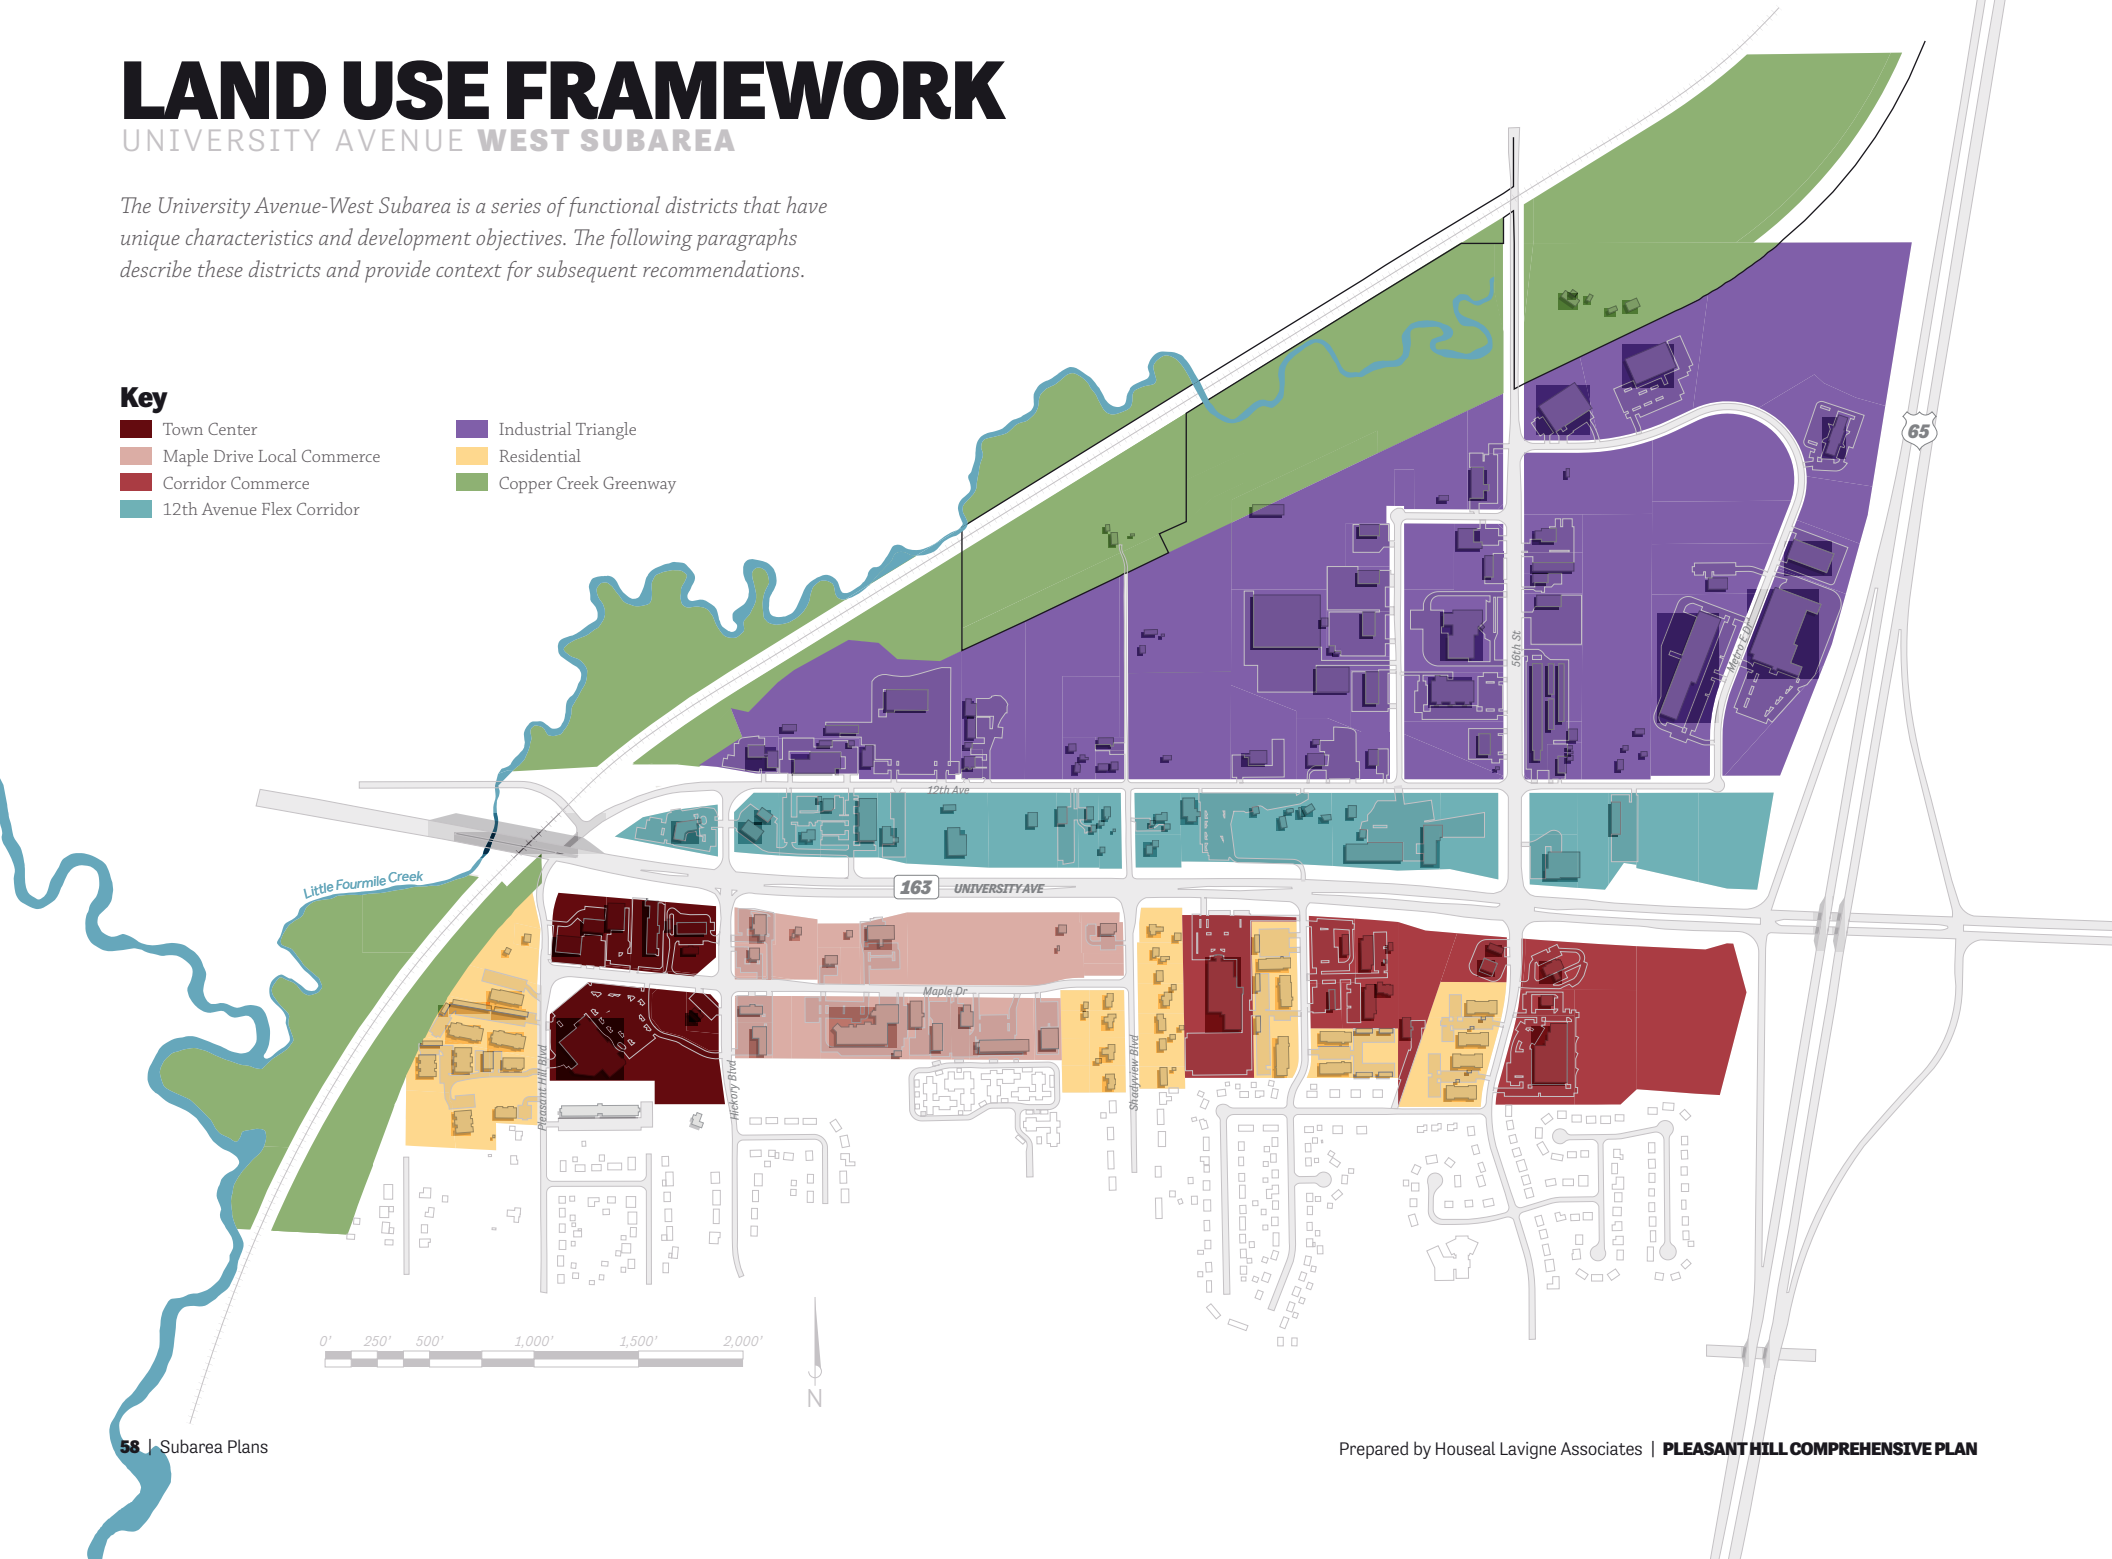 LAND USE FRAMEWORK
UNIVERSITY AVENUE WEST SUBAREA
The University Avenue-West Subarea is a series of functional districts that have
unique characteristics and development objectives. The following paragraphs
describe these districts and provide context for subsequent recommendations.
Key
Town Center
Maple Drive Local Commerce
Corridor Commerce
12th Avenue Flex Corridor
Industrial Triangle
Residential
Copper Creek Greenway
65
56th St
Metro E Dr
12th Ave
Little Fourmile Creek
163 UNIVERSITY AVE
Maple Dr
Pleasant Hill Blvd
Hickory Blvd
Shadyview Blvd
0' 250' 500' 1,000' 1,500' 2,000'
N
58 | Subarea Plans
Prepared by Houseal Lavigne Associates | PLEASANT HILL COMPREHENSIVE PLAN